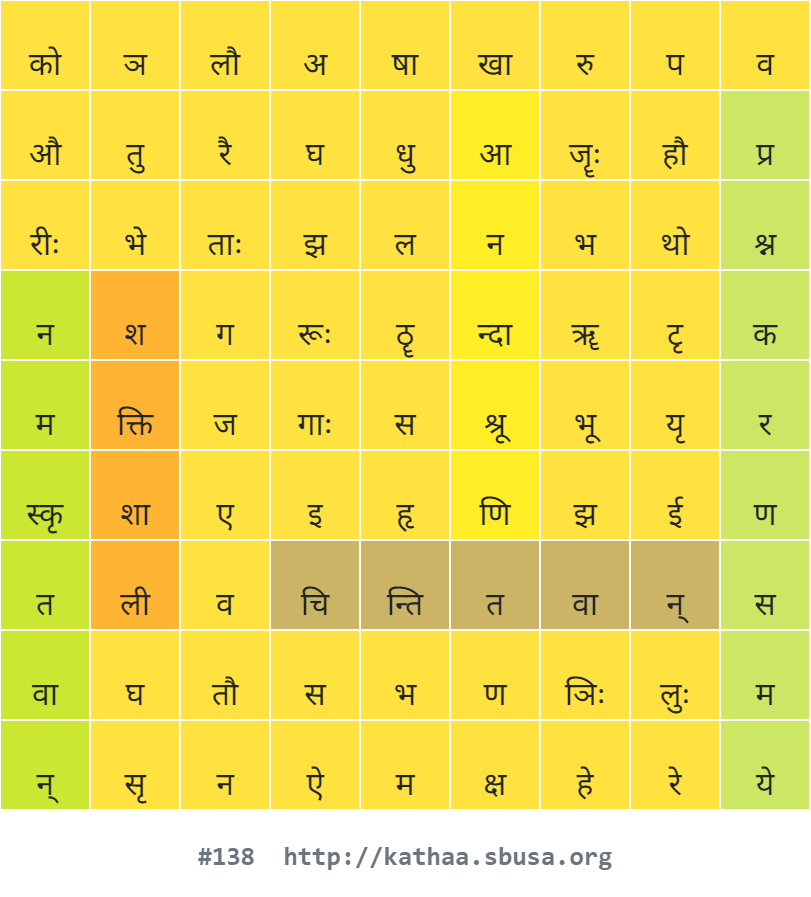 को ञ लौ अ षा खा रु प व
औ तु रै घ धु आ जॄः हौ प्र
रीः भे ताः झ ल न भ थो श्न
न श ग रूः ठॄ न्दा ॠ टृ क
म क्ति ज गाः स श्रू भू यृ र
स्कृ शा ए इ हृ णि झ ई ण
त ली व चि न्ति त वा न् स
वा घ तौ स भ ण ञिः लुः म
न् सृ न ऐ म क्ष हे रे ये
#138 http://kathaa.sbusa.org